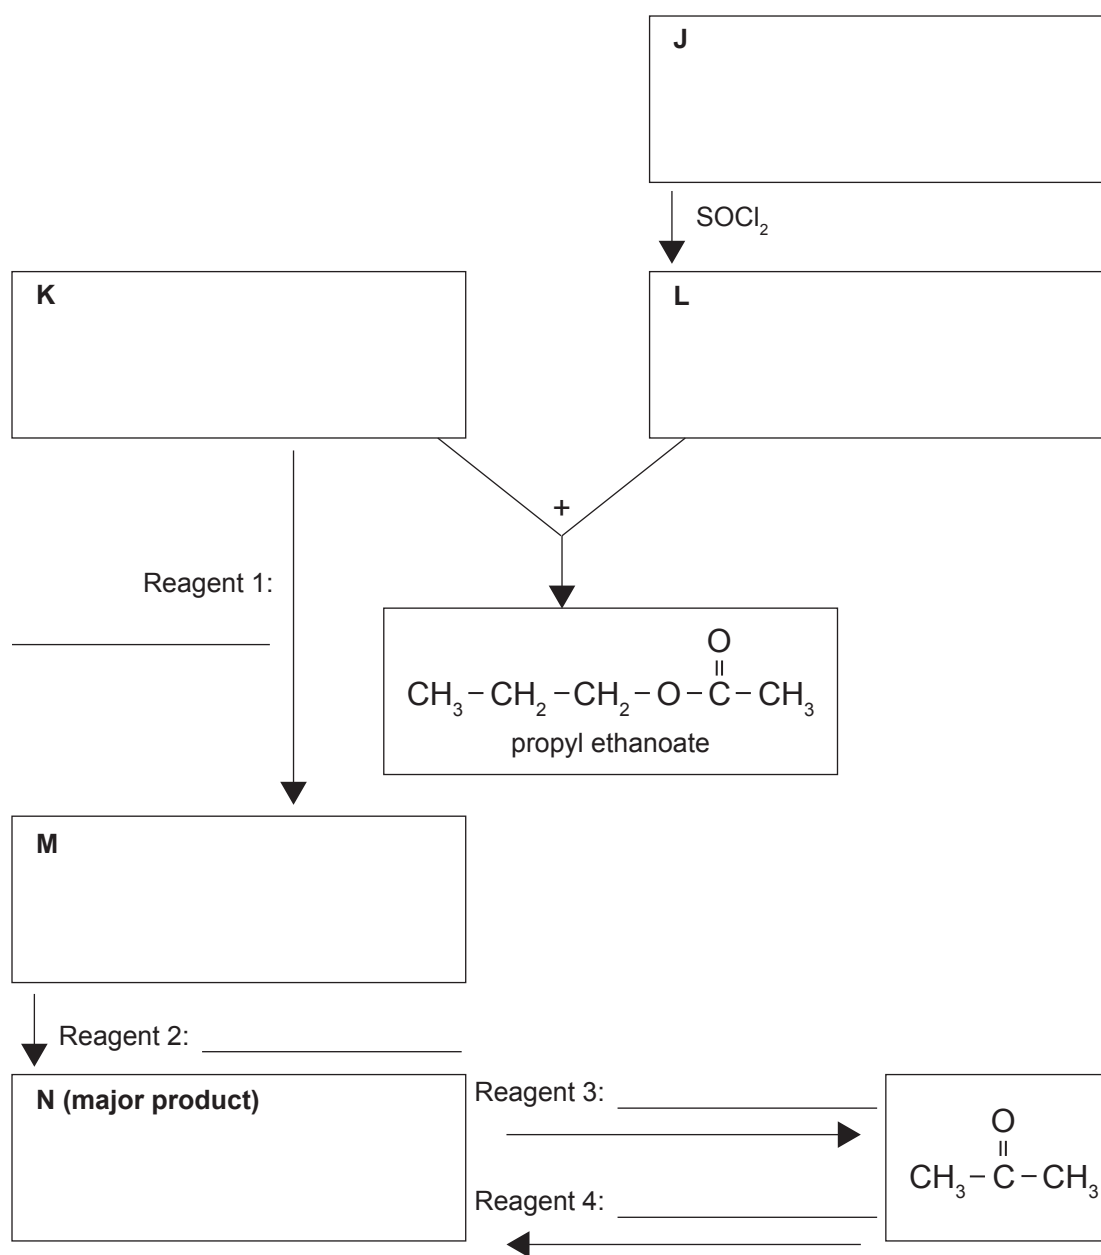 J
SOCl₂
K
L
+
Reagent 1:
O
CH₃–CH₂–CH₂–O–C–CH₃
propyl ethanoate
M
Reagent 2:
N (major product)
Reagent 3:
O
CH₃–C–CH₃
Reagent 4: